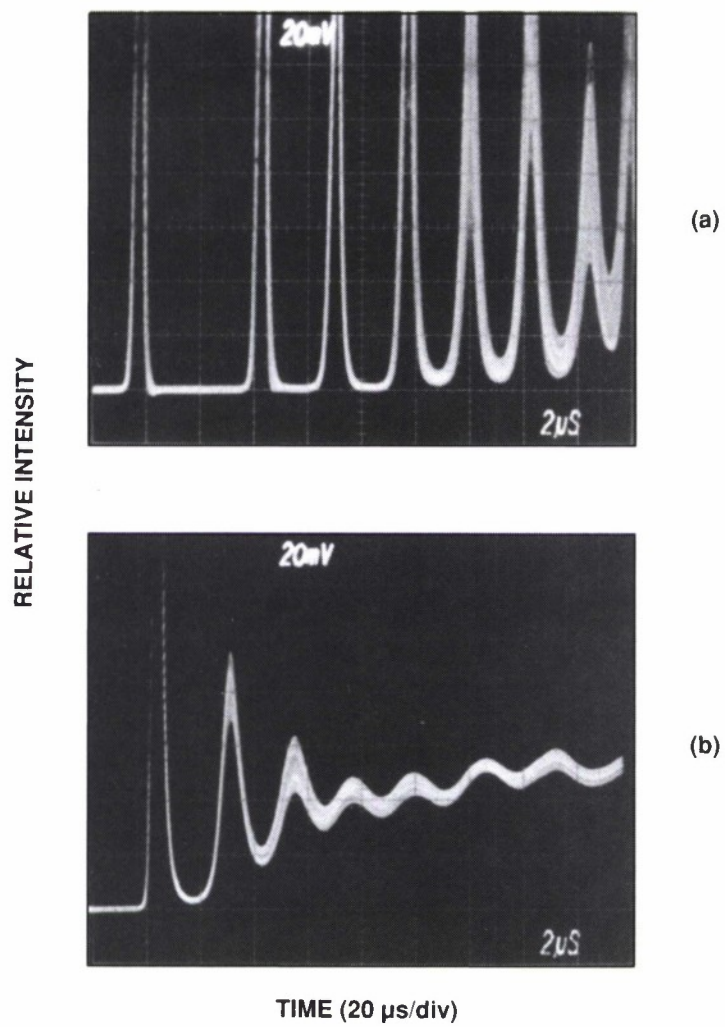 20mV
(a)
2μS
RELATIVE INTENSITY
20mV
(b)
2μS
TIME (20 μs/div)